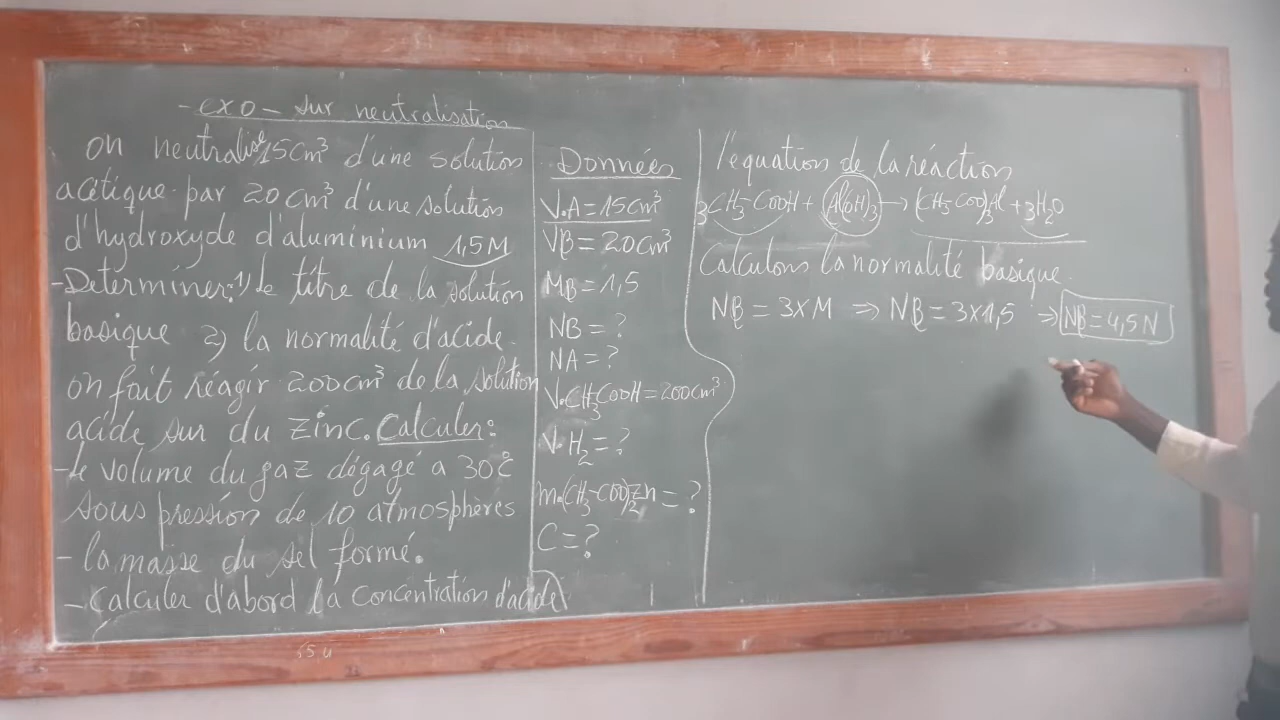 - exo - sur neutralisation
on neutralise 15cm³ d'une solution
acétique par 20cm³ d'une solution
d'hydroxyde d'aluminium 1,5M
- Determiner: 1) le titre de la solution
basique 2) la normalité d'acide.
on fait réagir 200cm³ de la solution
acide sur du zinc. Calculer:
- le volume du gaz dégagé a 30°C
sous pression de 10 atmosphères
- la masse du sel formé.
- Calculer d'abord la concentration d'acide
Données
V.A = 15cm³
VB = 20cm³
MB = 1,5
NB = ?
NA = ?
V.CH₃COOH = 200cm³
V.H₂ = ?
m.(CH₃-COO)₂Zn = ?
C = ?
l'equation de la réaction
3CH₃-COOH + Al(OH)₃ → (CH₃-COO)₃Al + 3H₂O
Calculons la normalité basique.
NB = 3xM ⇒ NB = 3x1,5 ⇒ NB = 4,5N